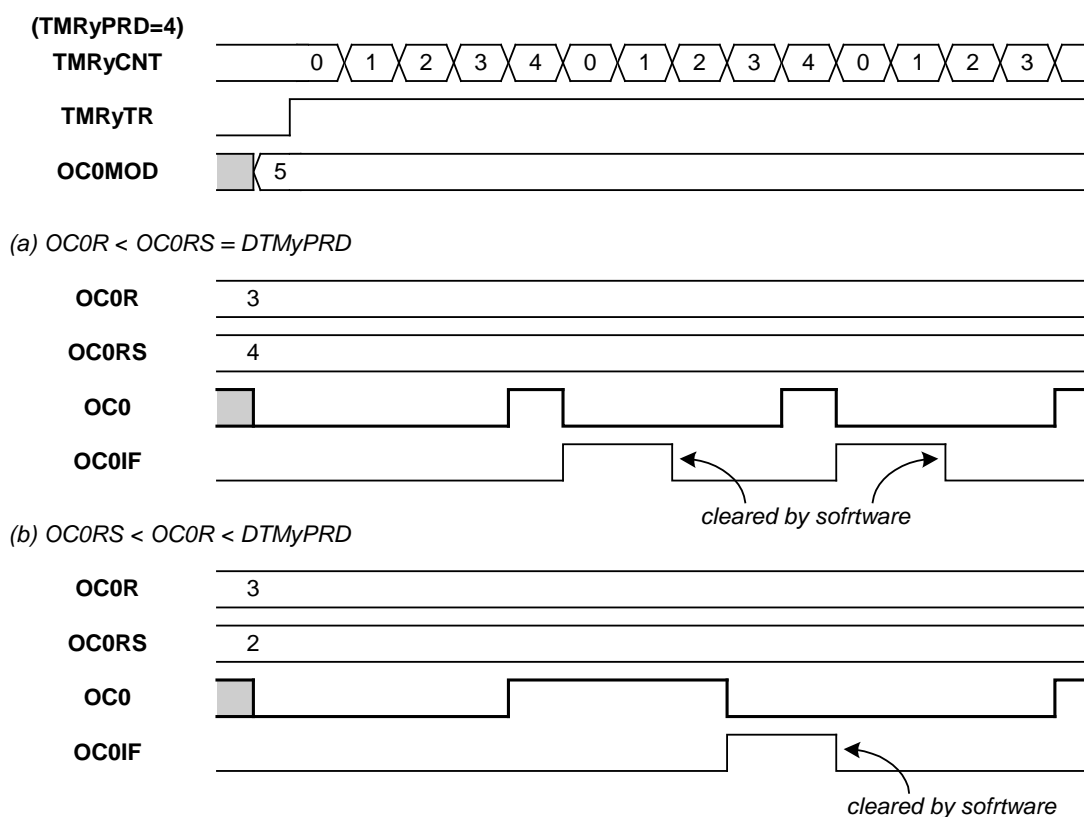 (TMRyPRD=4)
TMRyCNT 0 1 2 3 4 0 1 2 3 4 0 1 2 3
TMRyTR
OC0MOD 5
(a) OC0R < OC0RS = DTMyPRD
OC0R 3
OC0RS 4
OC0
OC0IF
cleared by sofrtware
(b) OC0RS < OC0R < DTMyPRD
OC0R 3
OC0RS 2
OC0
OC0IF
cleared by sofrtware